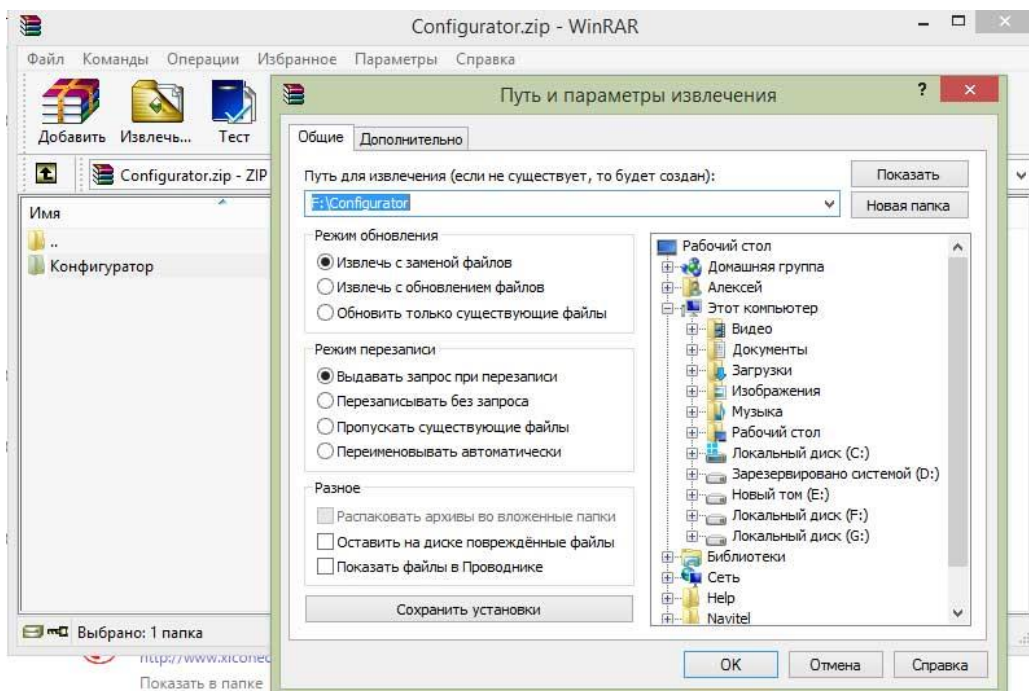 Configurator.zip - WinRAR
Файл Команды Операции Избранное Параметры Справка
Добавить Извлечь... Тест
Configurator.zip - ZIP
Имя
..
Конфигуратор
Выбрано: 1 папка
Показать в папке
Путь и параметры извлечения
Общие Дополнительно
Путь для извлечения (если не существует, то будет создан):
F:\Configurator
Показать
Новая папка
Режим обновления
Извлечь с заменой файлов
Извлечь с обновлением файлов
Обновить только существующие файлы
Режим перезаписи
Выдавать запрос при перезаписи
Перезаписывать без запроса
Пропускать существующие файлы
Переименовывать автоматически
Разное
Распаковать архивы во вложенные папки
Оставить на диске повреждённые файлы
Показать файлы в Проводнике
Сохранить установки
Рабочий стол
Домашняя группа
Алексей
Этот компьютер
Видео
Документы
Загрузки
Изображения
Музыка
Рабочий стол
Локальный диск (C:)
Зарезервировано системой (D:)
Новый том (E:)
Локальный диск (F:)
Локальный диск (G:)
Библиотеки
Сеть
Help
Navitel
OK Отмена Справка